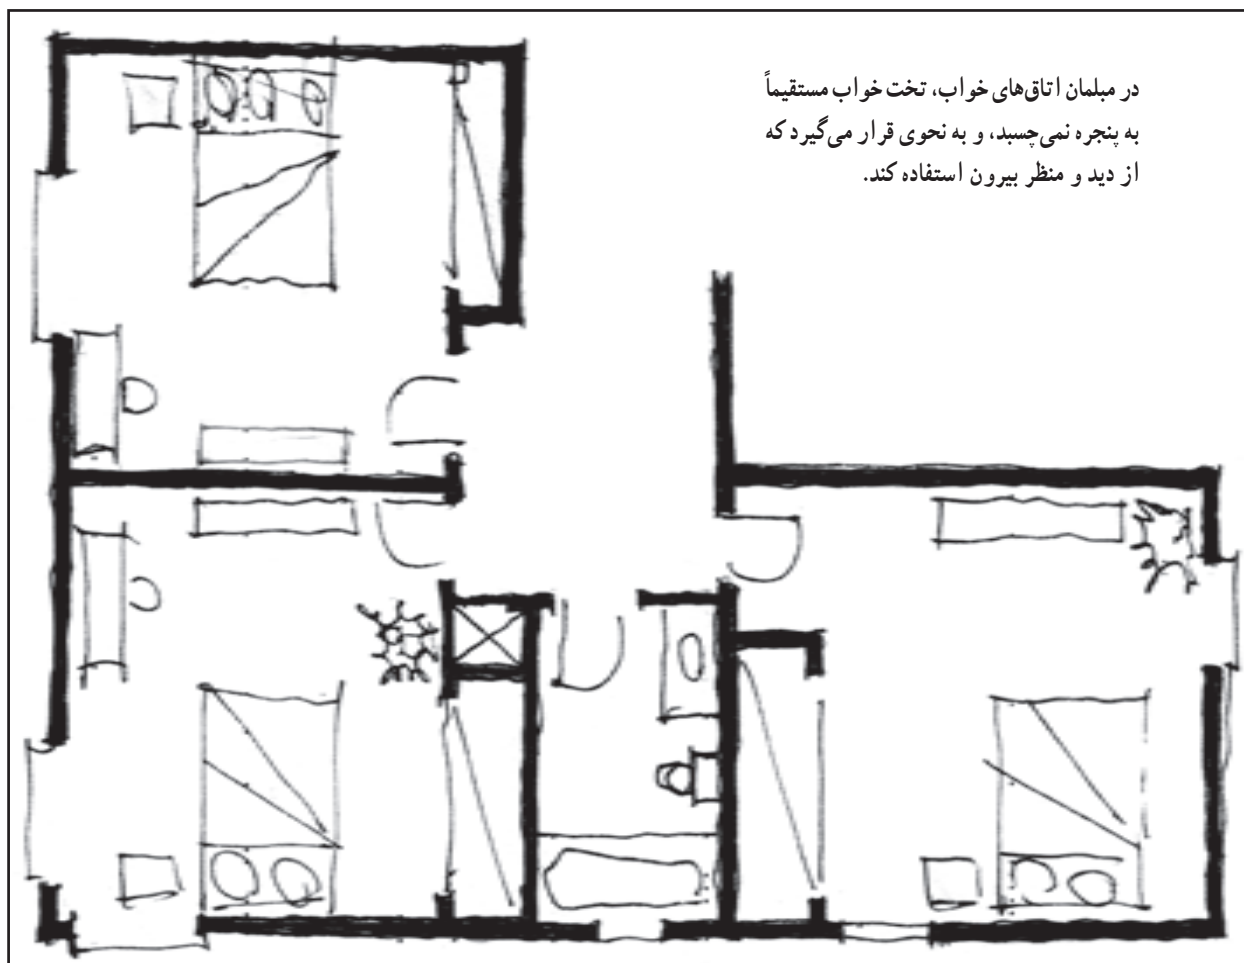 در مبلمان اتاق‌های خواب، تخت خواب مستقیماً
به پنجره نمی‌چسبد، و به نحوی قرار می‌گیرد که
از دید و منظر بیرون استفاده کند.